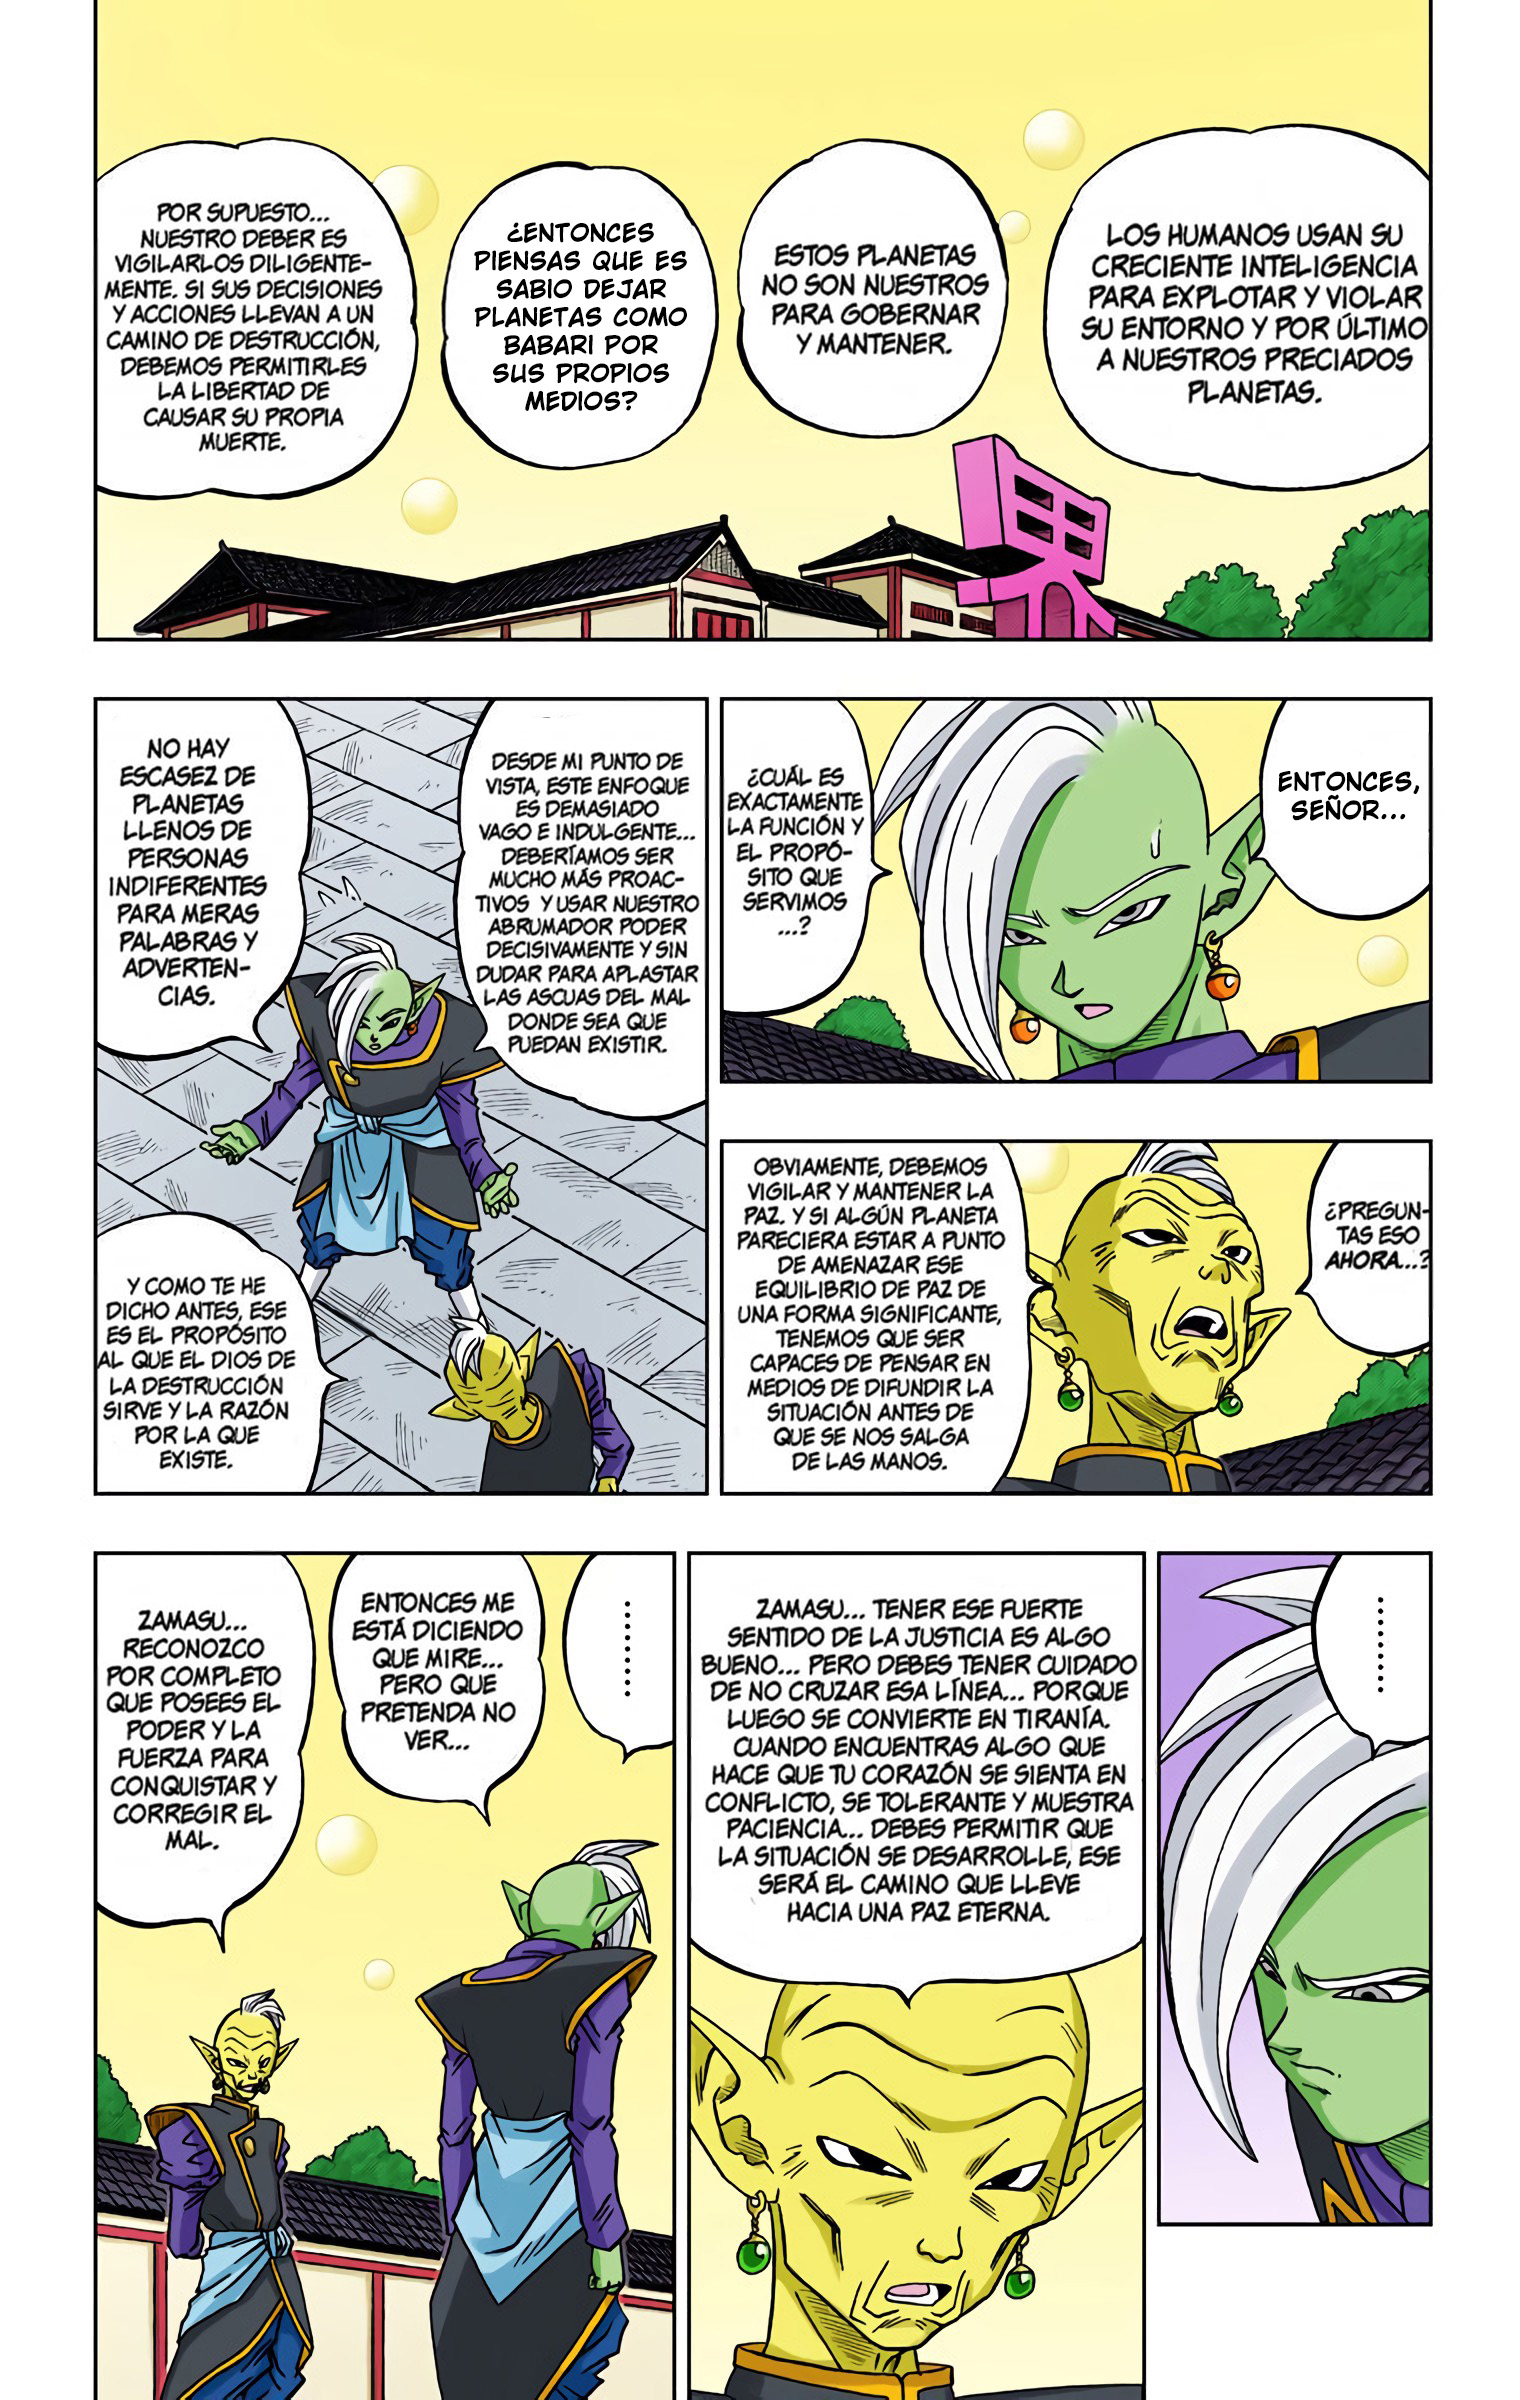 LOS HUMANOS USAN SU
CRECIENTE INTELIGENCIA
PARA EXPLOTAR Y VIOLAR
SU ENTORNO Y POR ÚLTIMO
A NUESTROS PRECIADOS
PLANETAS.
ESTOS PLANETAS
NO SON NUESTROS
PARA GOBERNAR
Y MANTENER.
¿ENTONCES
PIENSAS QUE ES
SABIO DEJAR
PLANETAS COMO
BABARI POR
SUS PROPIOS
MEDIOS?
POR SUPUESTO...
NUESTRO DEBER ES
VIGILARLOS DILIGENTE-
MENTE. SI SUS DECISIONES
Y ACCIONES LLEVAN A UN
CAMINO DE DESTRUCCIÓN,
DEBEMOS PERMITIRLES
LA LIBERTAD DE
CAUSAR SU PROPIA
MUERTE.
界
ENTONCES,
SEÑOR...
¿CUÁL ES
EXACTAMENTE
LA FUNCIÓN Y
EL PROPÓ-
SITO QUE
SERVIMOS
...?
¿PREGUN-
TAS ESO
AHORA...?
OBVIAMENTE, DEBEMOS
VIGILAR Y MANTENER LA
PAZ. Y SI ALGÚN PLANETA
PARECIERA ESTAR A PUNTO
DE AMENAZAR ESE
EQUILIBRIO DE PAZ DE
UNA FORMA SIGNIFICANTE,
TENEMOS QUE SER
CAPACES DE PENSAR EN
MEDIOS DE DIFUNDIR LA
SITUACIÓN ANTES DE
QUE SE NOS SALGA
DE LAS MANOS.
DESDE MI PUNTO DE
VISTA, ESTE ENFOQUE
ES DEMASIADO
VAGO E INDULGENTE...
DEBERÍAMOS SER
MUCHO MÁS PROAC-
TIVOS Y USAR NUESTRO
ABRUMADOR PODER
DECISIVAMENTE Y SIN
DUDAR PARA APLASTAR
LAS ASCUAS DEL MAL
DONDE SEA QUE
PUEDAN EXISTIR.
NO HAY
ESCASEZ DE
PLANETAS
LLENOS DE
PERSONAS
INDIFERENTES
PARA MERAS
PALABRAS Y
ADVERTEN-
CIAS.
Y COMO TE HE
DICHO ANTES, ESE
ES EL PROPÓSITO
AL QUE EL DIOS DE
LA DESTRUCCIÓN
SIRVE Y LA RAZÓN
POR LA QUE
EXISTE.
........
ZAMASU... TENER ESE FUERTE
SENTIDO DE LA JUSTICIA ES ALGO
BUENO... PERO DEBES TENER CUIDADO
DE NO CRUZAR ESA LÍNEA... PORQUE
LUEGO SE CONVIERTE EN TIRANÍA.
CUANDO ENCUENTRAS ALGO QUE
HACE QUE TU CORAZÓN SE SIENTA EN
CONFLICTO, SE TOLERANTE Y MUESTRA
PACIENCIA... DEBES PERMITIR QUE
LA SITUACIÓN SE DESARROLLE, ESE
SERÁ EL CAMINO QUE LLEVE
HACIA UNA PAZ ETERNA.
........
ENTONCES ME
ESTÁ DICIENDO
QUE MIRE...
PERO QUE
PRETENDA NO
VER...
ZAMASU...
RECONOZCO
POR COMPLETO
QUE POSEES EL
PODER Y LA
FUERZA PARA
CONQUISTAR Y
CORREGIR EL
MAL.